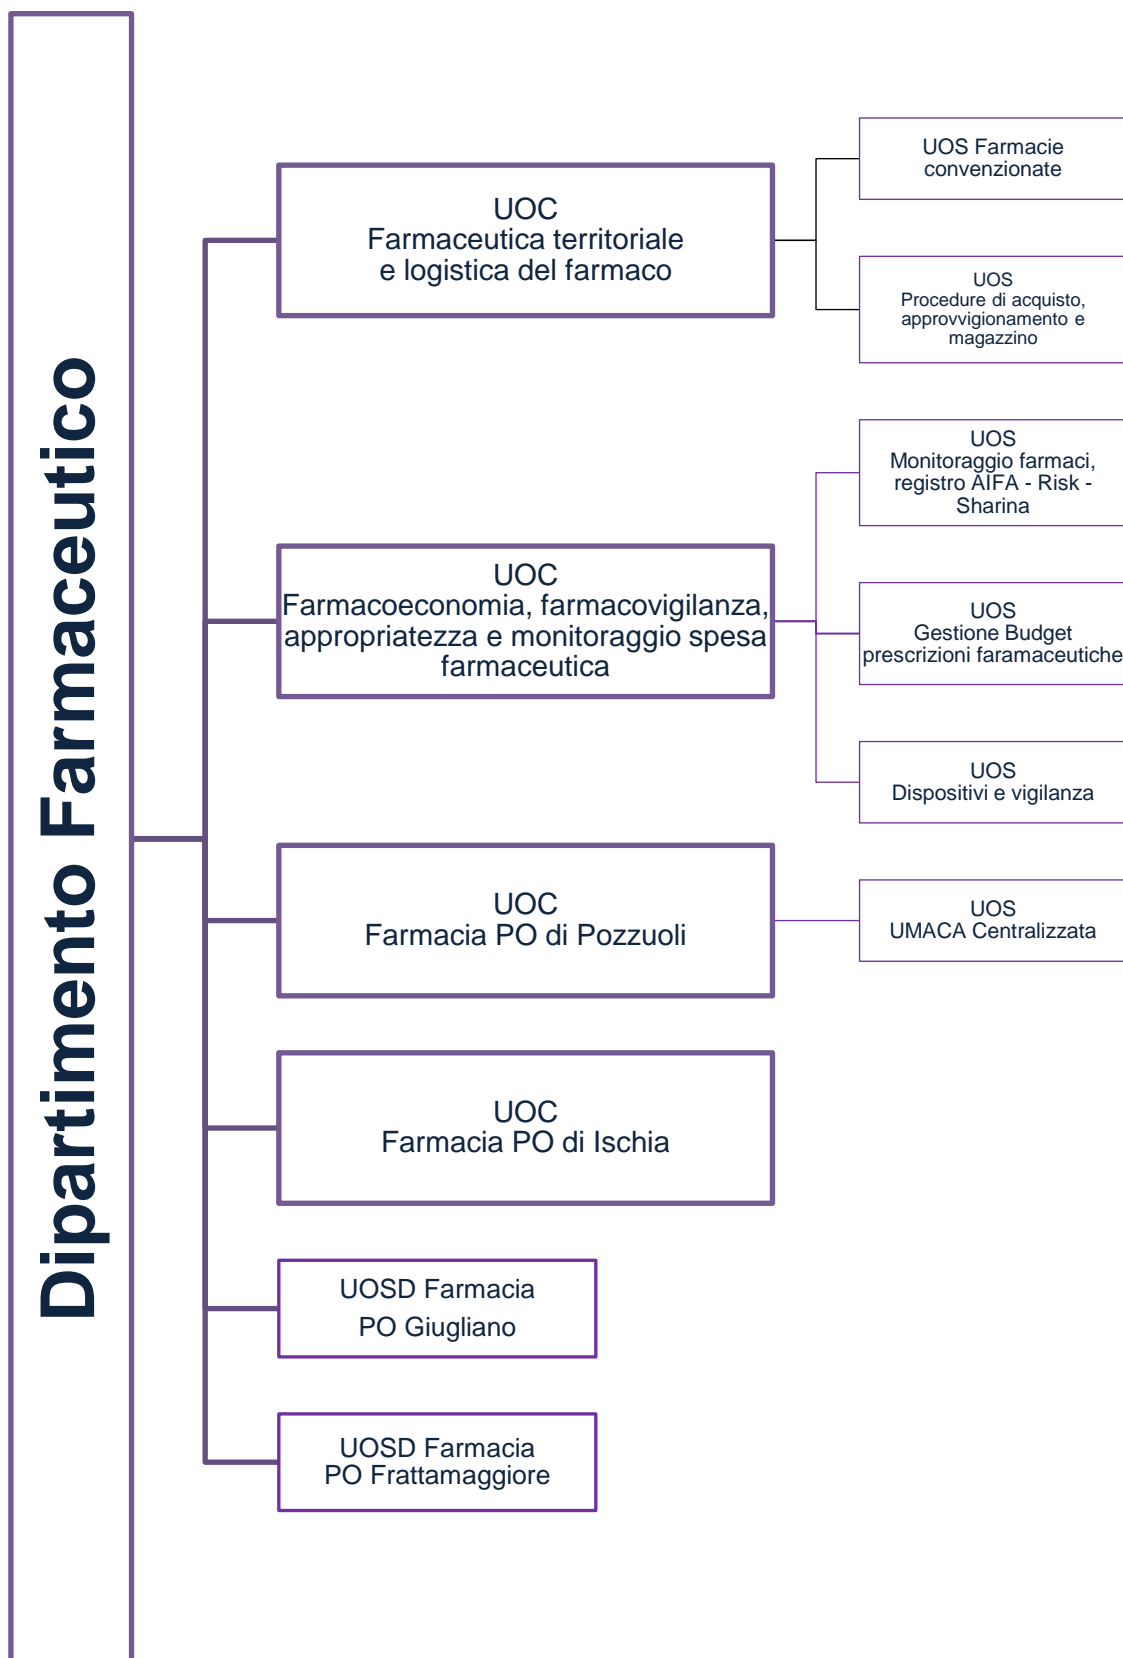 Dipartimento Farmaceutico
UOC
Farmaceutica territoriale
e logistica del farmaco
UOS Farmacie
convenzionate
UOS
Procedure di acquisto,
approvvigionamento e
magazzino
UOC
Farmacoeconomia, farmacovigilanza,
appropriatezza e monitoraggio spesa
farmaceutica
UOS
Monitoraggio farmaci,
registro AIFA - Risk -
Sharina
UOS
Gestione Budget
prescrizioni faramaceutiche
UOS
Dispositivi e vigilanza
UOC
Farmacia PO di Pozzuoli
UOS
UMACA Centralizzata
UOC
Farmacia PO di Ischia
UOSD Farmacia
PO Giugliano
UOSD Farmacia
PO Frattamaggiore